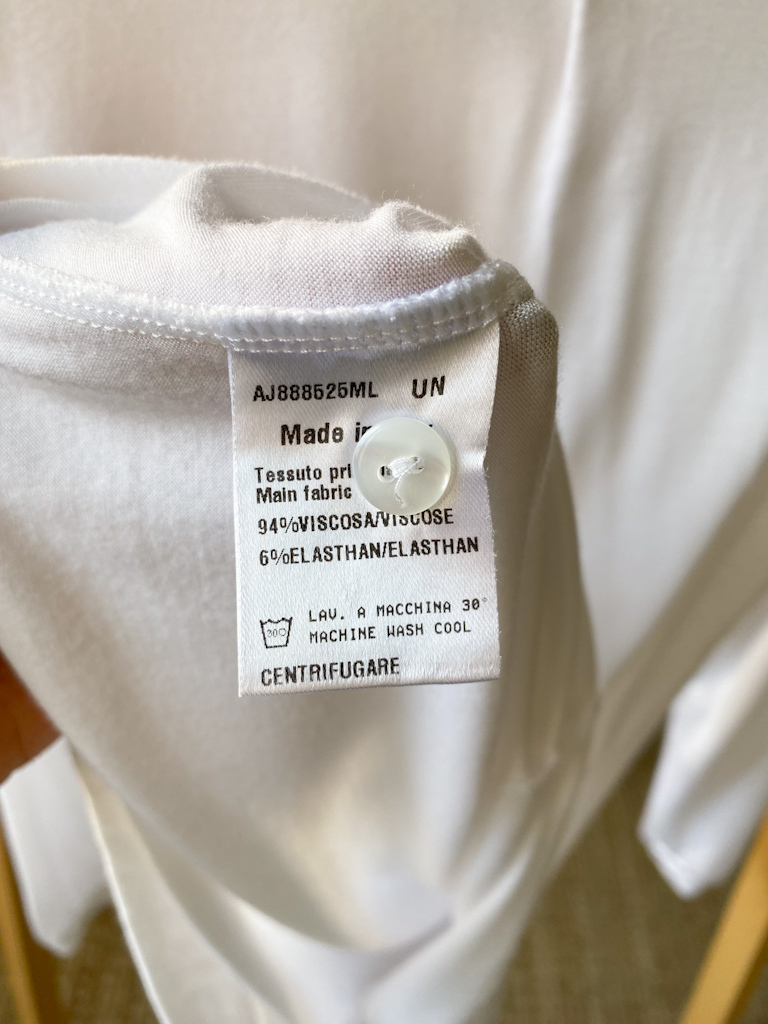 AJ888525ML UN
Made in
Tessuto
Main fabric
94%VISCOSA/VISCOSE
6%ELASTHAN/ELASTHAN
30°
LAV. A MACCHINA 30°
MACHINE WASH COOL
CENTRIFUGARE